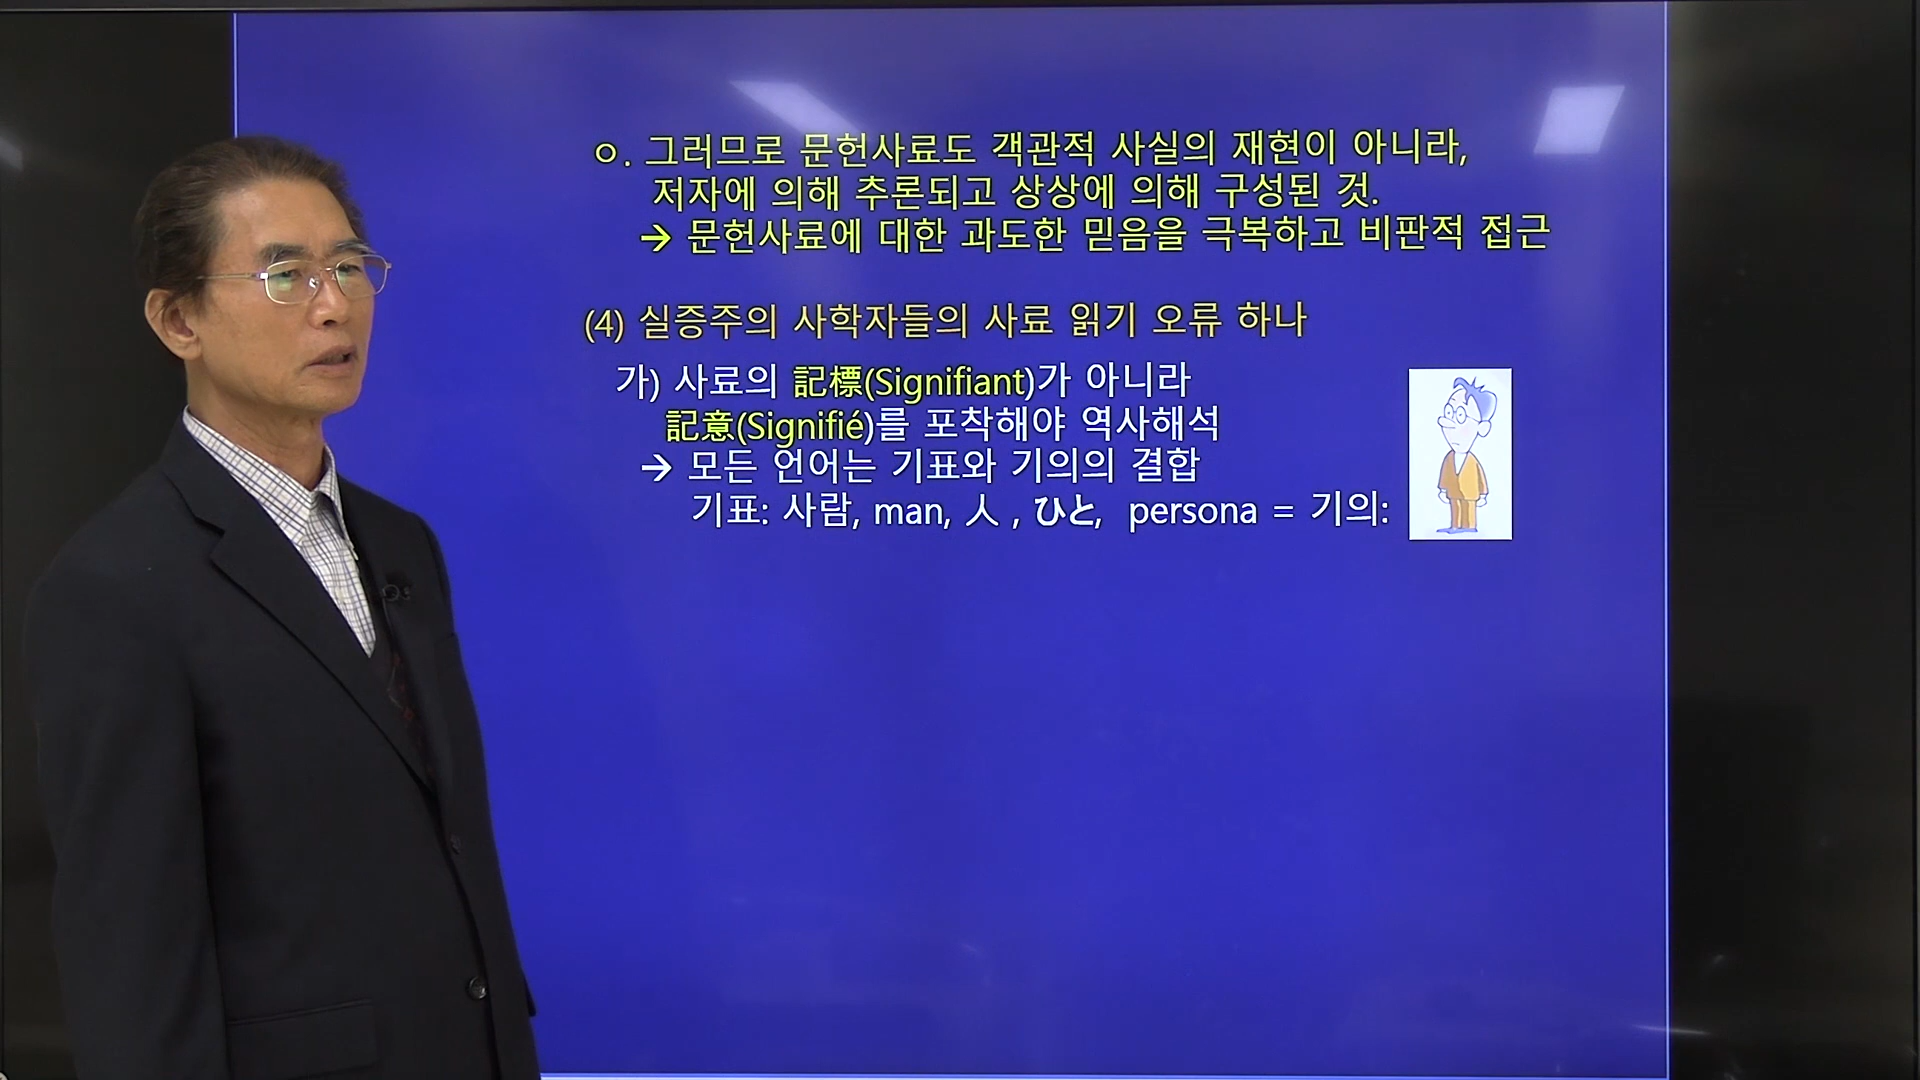 ㅇ. 그러므로 문헌사료도 객관적 사실의 재현이 아니라,
저자에 의해 추론되고 상상에 의해 구성된 것.
→ 문헌사료에 대한 과도한 믿음을 극복하고 비판적 접근
(4) 실증주의 사학자들의 사료 읽기 오류 하나
가) 사료의 記標(Signifiant)가 아니라
記意(Signifié)를 포착해야 역사해석
→ 모든 언어는 기표와 기의의 결합
기표: 사람, man, 人 , ひと, persona = 기의: